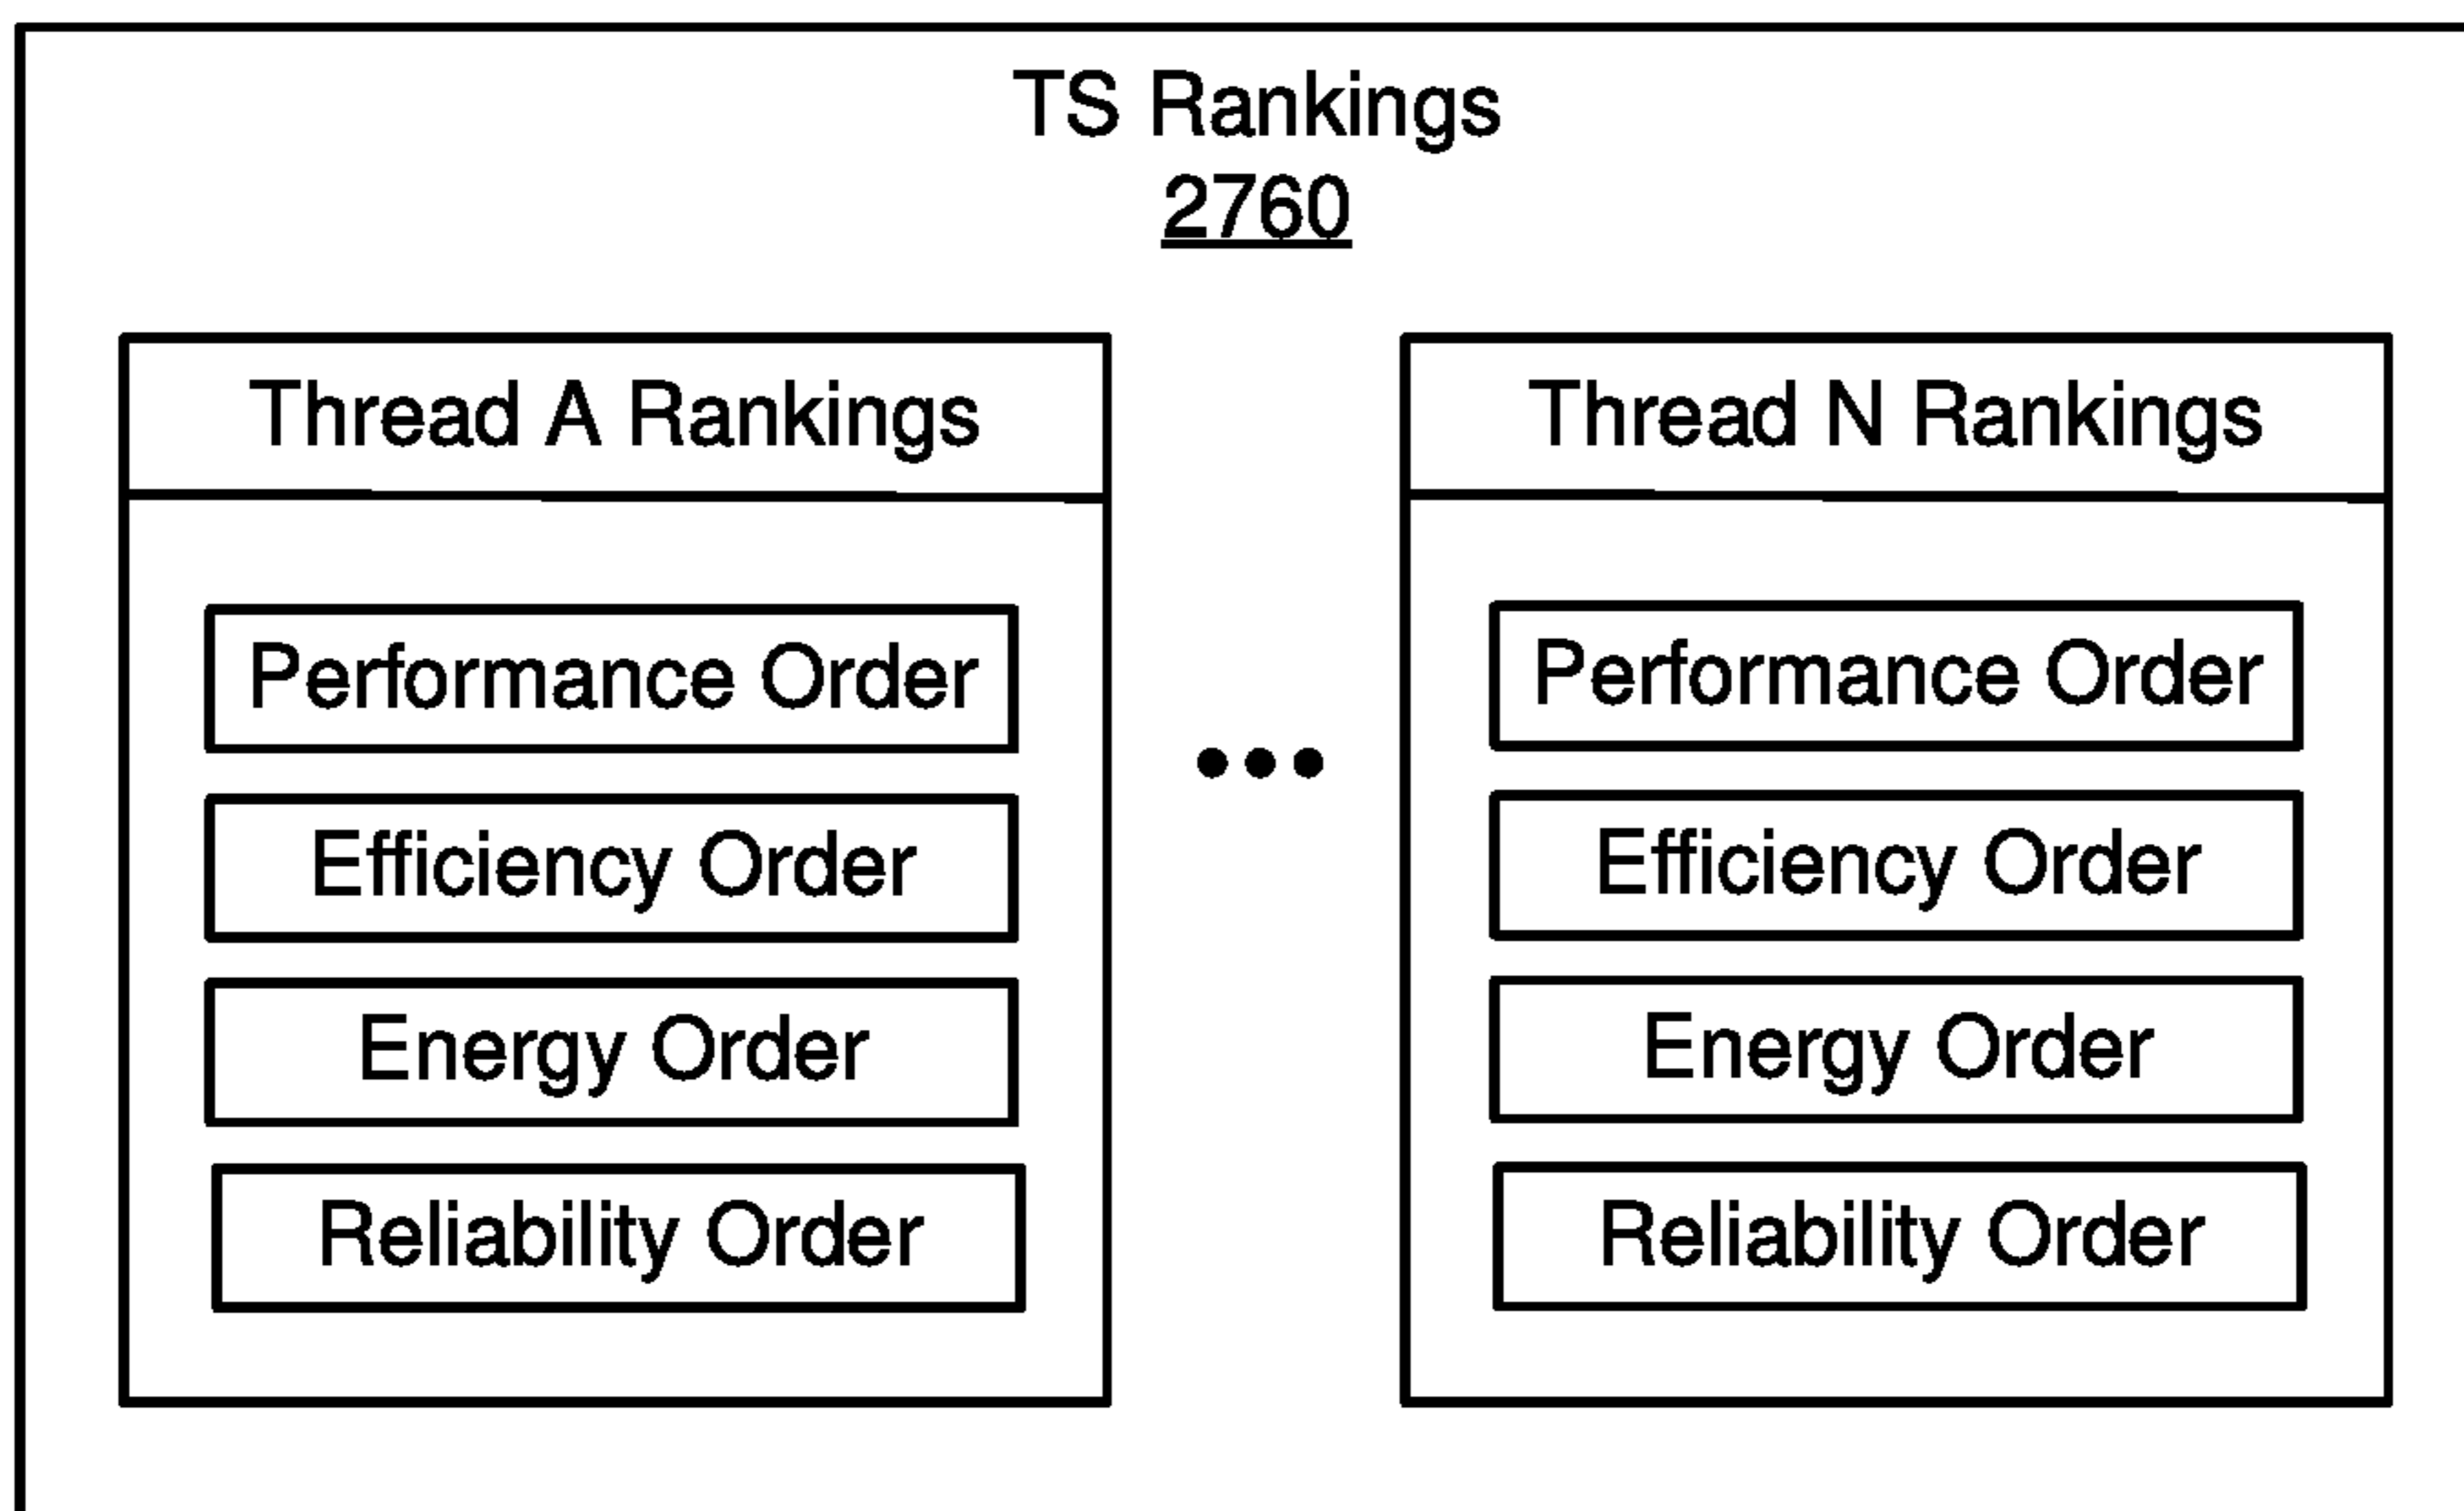 TS Rankings
2760
Thread A Rankings
Performance Order
Efficiency Order
Energy Order
Reliability Order
•••
Thread N Rankings
Performance Order
Efficiency Order
Energy Order
Reliability Order